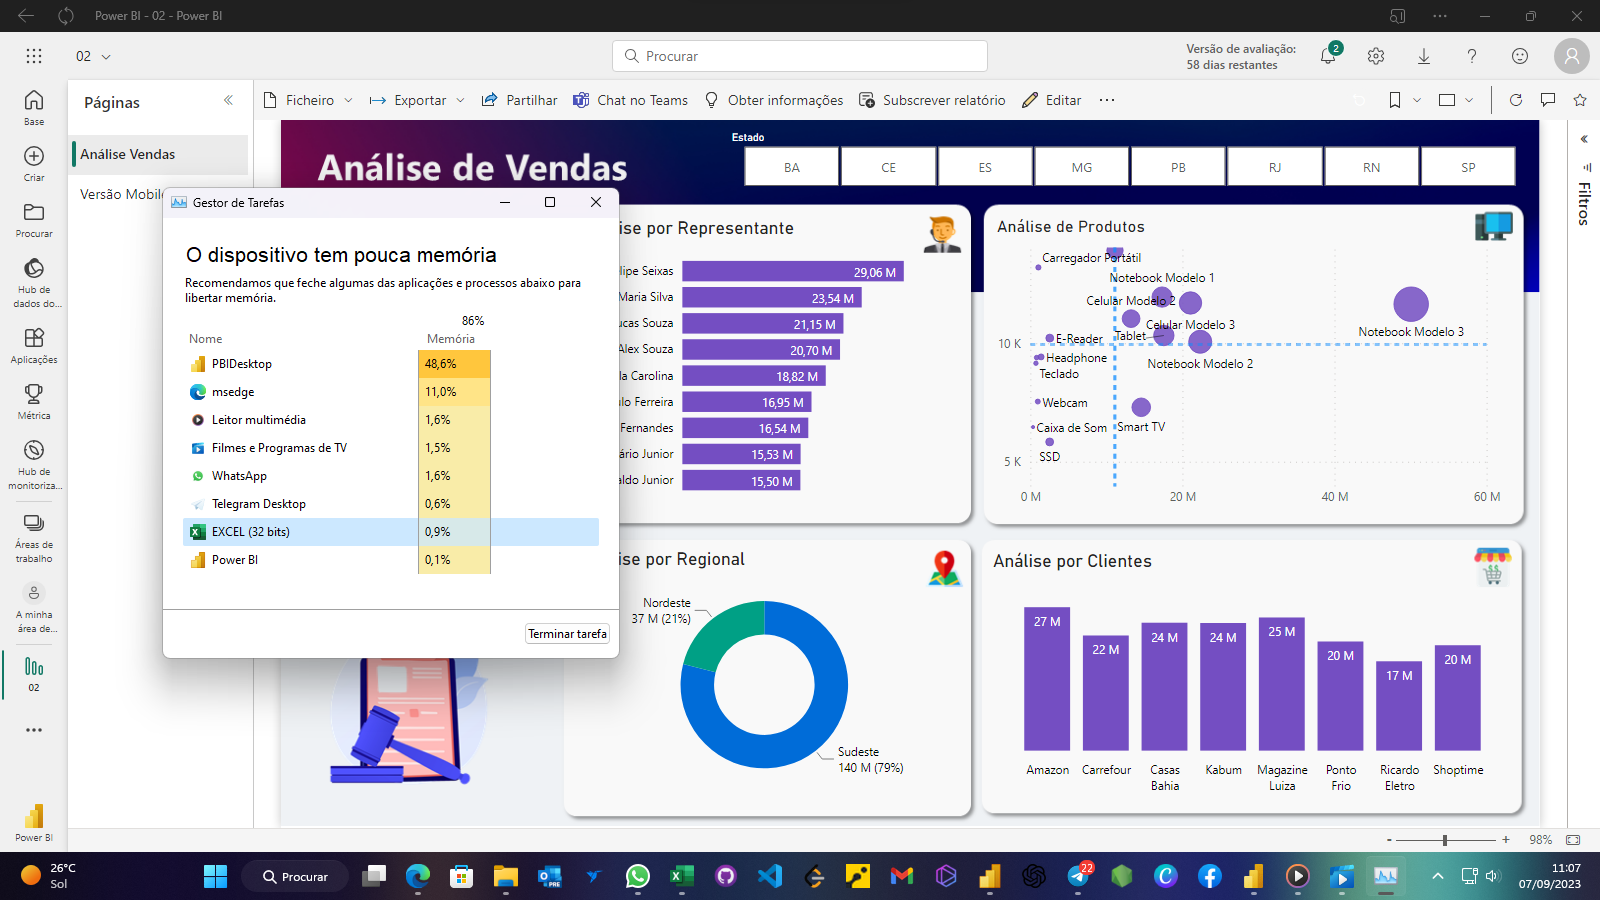 Power BI - 02 - Power BI
02
Procurar
Versão de avaliação:
58 dias restantes
2
Base
Criar
Procurar
Hub de
dados do...
Aplicações
Métrica
Hub de
monitoriza...
Áreas de
trabalho
A minha
área de...
02
Power BI
Páginas
Análise Vendas
Versão Mobile
Ficheiro
Exportar
Partilhar
Chat no Teams
Obter informações
Subscrever relatório
Editar
Filtros
Análise de Vendas
Estado
BA
CE
ES
MG
PB
RJ
RN
SP
Gestor de Tarefas
O dispositivo tem pouca memória
Recomendamos que feche algumas das aplicações e processos abaixo para
libertar memória.
86%
Nome Memória
PBIDesktop 48,6%
msedge 11,0%
Leitor multimédia 1,6%
Filmes e Programas de TV 1,5%
WhatsApp 1,6%
Telegram Desktop 0,6%
EXCEL (32 bits) 0,9%
Power BI 0,1%
Terminar tarefa
ise por Representante
lipe Seixas 29,06 M
Maria Silva 23,54 M
ucas Souza 21,15 M
Alex Souza 20,70 M
la Carolina 18,82 M
ulo Ferreira 16,95 M
Fernandes 16,54 M
ário Junior 15,53 M
aldo Junior 15,50 M
Análise de Produtos
Carregador Portátil
Notebook Modelo 1
Celular Modelo 2
Celular Modelo 3
Notebook Modelo 3
Tablet
E-Reader
10 K
Headphone
Notebook Modelo 2
Teclado
Webcam
Caixa de Som
Smart TV
SSD
5 K
0 M
20 M
40 M
60 M
ise por Regional
Nordeste
37 M (21%)
Sudeste
140 M (79%)
Análise por Clientes
27 M
22 M
24 M
24 M
25 M
20 M
17 M
20 M
Amazon
Carrefour
Casas
Bahia
Kabum
Magazine
Luiza
Ponto
Frio
Ricardo
Eletro
Shoptime
- + 98%
26°C
Sol
Procurar
PRE
22
11:07
07/09/2023